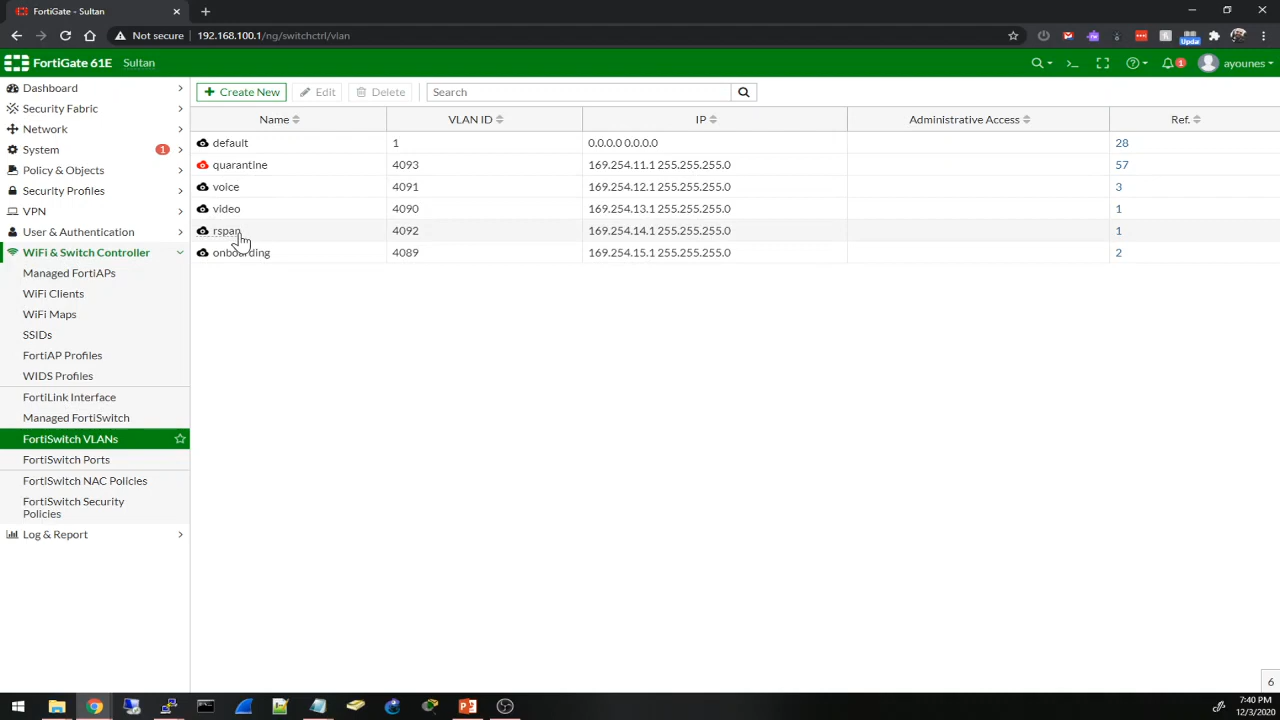 FortiGate - Sultan
Not secure 192.168.100.1/ng/switchctrl/vlan
Upda
FortiGate 61E Sultan
1 ayounes
Dashboard
Security Fabric
Network
System 1
Policy & Objects
Security Profiles
VPN
User & Authentication
WiFi & Switch Controller
Managed FortiAPs
WiFi Clients
WiFi Maps
SSIDs
FortiAP Profiles
WIDS Profiles
FortiLink Interface
Managed FortiSwitch
FortiSwitch VLANs
FortiSwitch Ports
FortiSwitch NAC Policies
FortiSwitch Security
Policies
Log & Report
Create New Edit Delete Search
Name VLAN ID IP Administrative Access Ref.
default 1 0.0.0.0 0.0.0.0 28
quarantine 4093 169.254.11.1 255.255.255.0 57
voice 4091 169.254.12.1 255.255.255.0 3
video 4090 169.254.13.1 255.255.255.0 1
rspan 4092 169.254.14.1 255.255.255.0 1
onboarding 4089 169.254.15.1 255.255.255.0 2
6
7:40 PM
12/3/2020